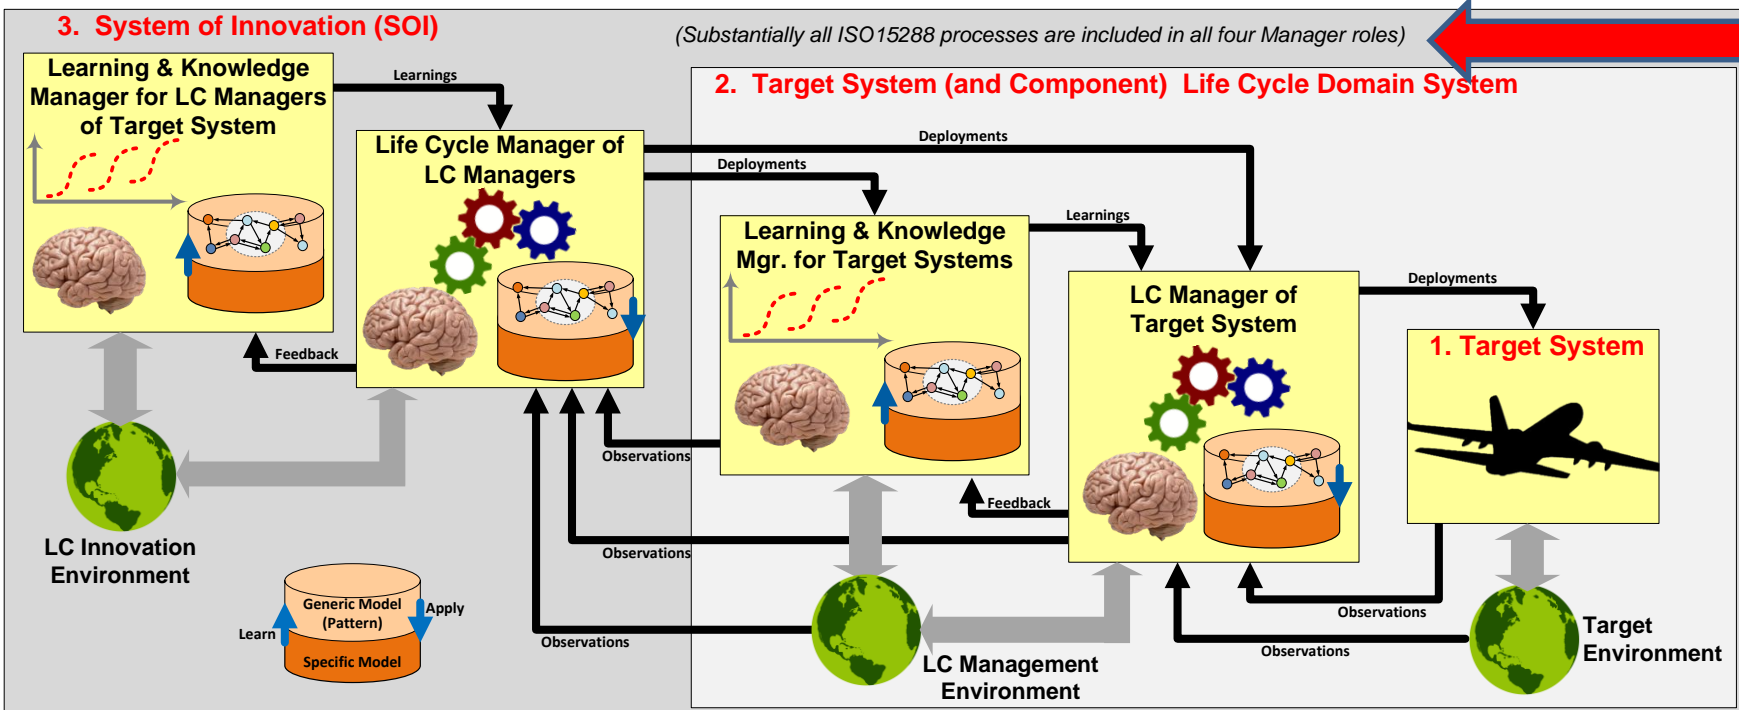 3. System of Innovation (SOI)
(Substantially all ISO15288 processes are included in all four Manager roles)
Learning & Knowledge
Manager for LC Managers
of Target System
Learnings
2. Target System (and Component) Life Cycle Domain System
Life Cycle Manager of
LC Managers
Deployments
Deployments
Learning & Knowledge
Mgr. for Target Systems
Learnings
LC Manager of
Target System
Deployments
1. Target System
Feedback
Observations
Feedback
Observations
Observations
Observations
Observations
LC Innovation
Environment
Generic Model
(Pattern)
Learn
Apply
Specific Model
LC Management
Environment
Target
Environment